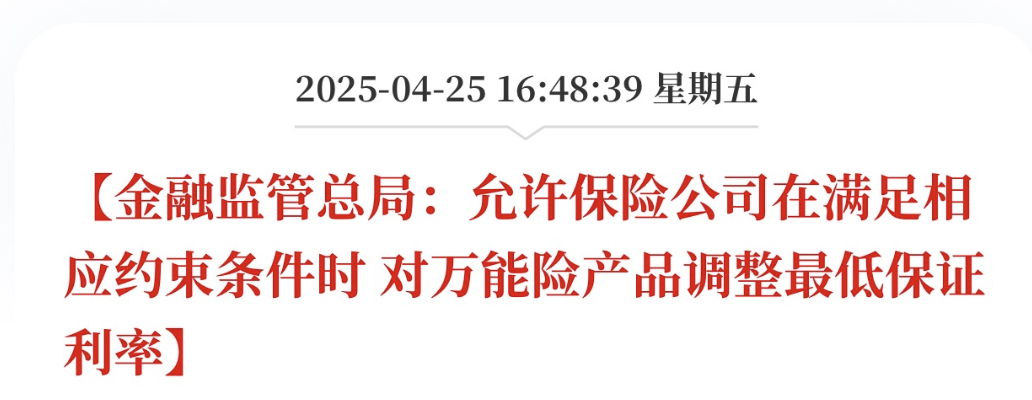 2025-04-25 16:48:39 星期五
【金融监管总局：允许保险公司在满足相
应约束条件时 对万能险产品调整最低保证
利率】